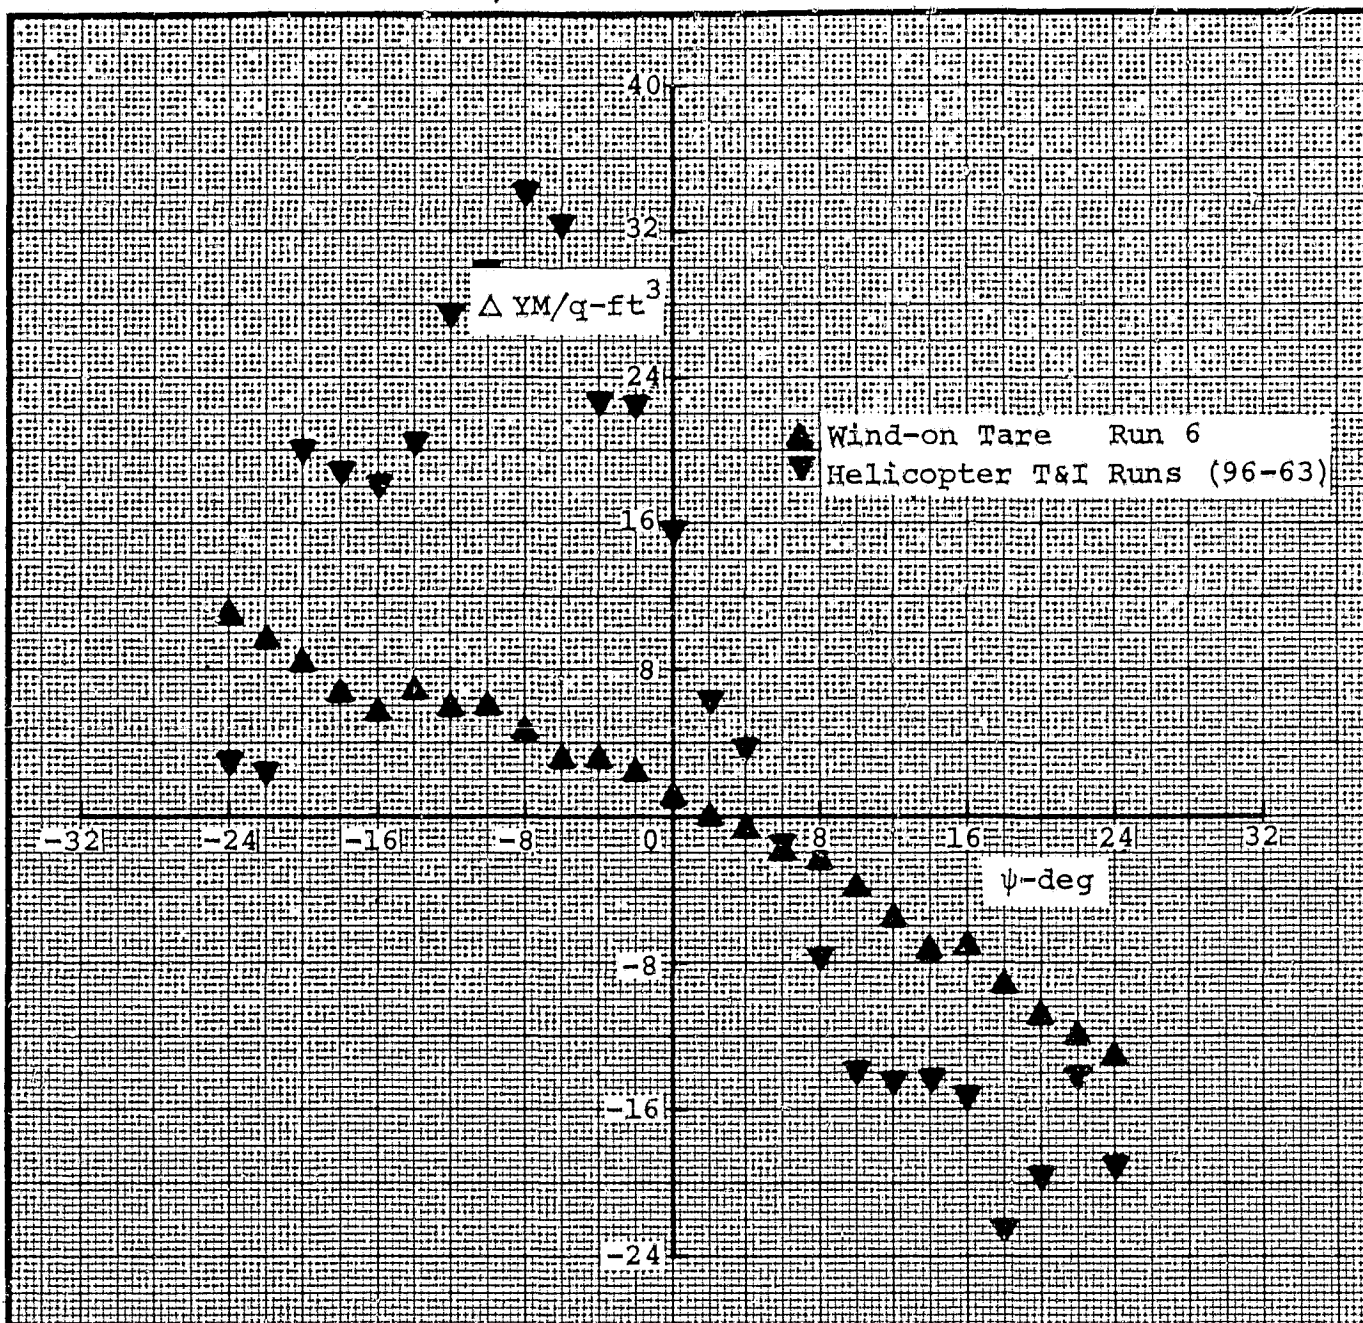 40
32
Δ YM/q-ft³
24
▲ Wind-on Tare Run 6
▼ Helicopter T&I Runs (96-63)
16
8
-32 -24 -16 -8 0 8 16 24 32
ψ-deg
-8
-16
-24